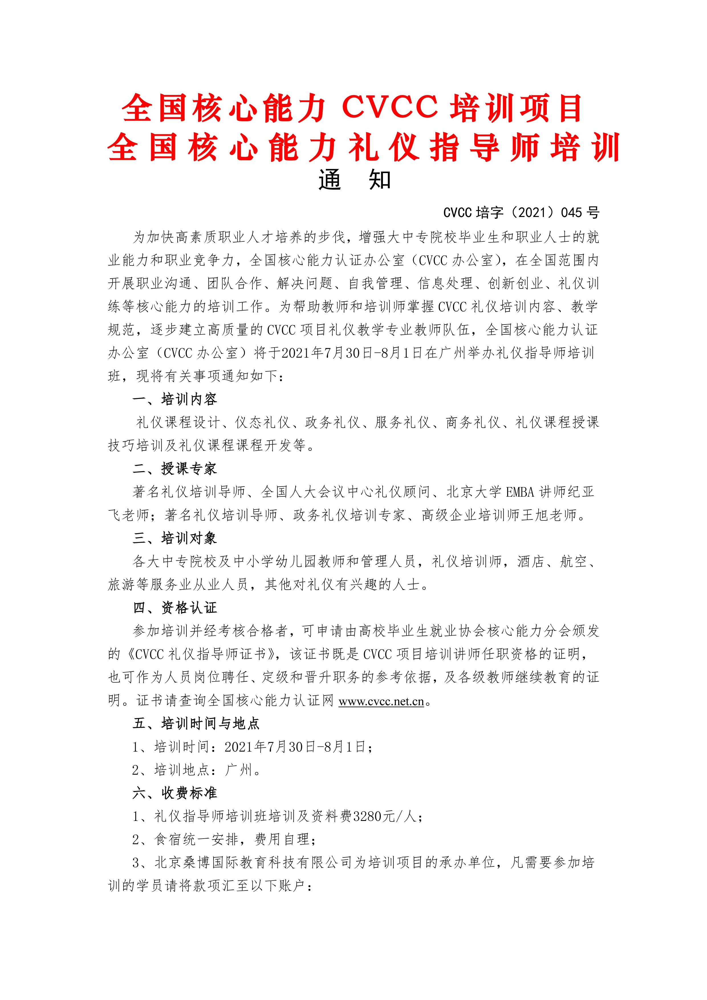 全国核心能力 CVCC 培训项目
全国核心能力礼仪指导师培训
通 知
CVCC 培字（2021）045 号
为加快高素质职业人才培养的步伐，增强大中专院校毕业生和职业人士的就
业能力和职业竞争力，全国核心能力认证办公室（CVCC 办公室），在全国范围内
开展职业沟通、团队合作、解决问题、自我管理、信息处理、创新创业、礼仪训
练等核心能力的培训工作。为帮助教师和培训师掌握 CVCC 礼仪培训内容、教学
规范，逐步建立高质量的 CVCC 项目礼仪教学专业教师队伍，全国核心能力认证
办公室（CVCC 办公室）将于2021年7月30日-8月1日在广州举办礼仪指导师培训
班，现将有关事项通知如下：
一、培训内容
礼仪课程设计、仪态礼仪、政务礼仪、服务礼仪、商务礼仪、礼仪课程授课
技巧培训及礼仪课程课程开发等。
二、授课专家
著名礼仪培训导师、全国人大会议中心礼仪顾问、北京大学 EMBA 讲师纪亚
飞老师；著名礼仪培训导师、政务礼仪培训专家、高级企业培训师王旭老师。
三、培训对象
各大中专院校及中小学幼儿园教师和管理人员，礼仪培训师，酒店、航空、
旅游等服务业从业人员，其他对礼仪有兴趣的人士。
四、资格认证
参加培训并经考核合格者，可申请由高校毕业生就业协会核心能力分会颁发
的《CVCC 礼仪指导师证书》，该证书既是 CVCC 项目培训讲师任职资格的证明，
也可作为人员岗位聘任、定级和晋升职务的参考依据，及各级教师继续教育的证
明。证书请查询全国核心能力认证网 www.cvcc.net.cn。
五、培训时间与地点
1、培训时间：2021年7月30日-8月1日；
2、培训地点：广州。
六、收费标准
1、礼仪指导师培训班培训及资料费3280元/人；
2、食宿统一安排，费用自理；
3、北京桑博国际教育科技有限公司为培训项目的承办单位，凡需要参加培
训的学员请将款项汇至以下账户：